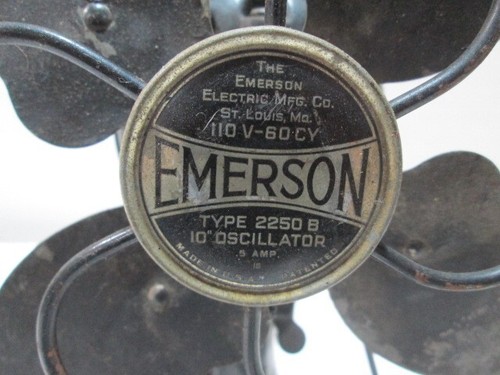 THE
EMERSON
ELECTRIC MFG. CO.
ST. LOUIS, MO.
110 V-60 CY
EMERSON
TYPE 2250 B
10" OSCILLATOR
.5 AMP.
MADE IN U.S.A. PATENTED